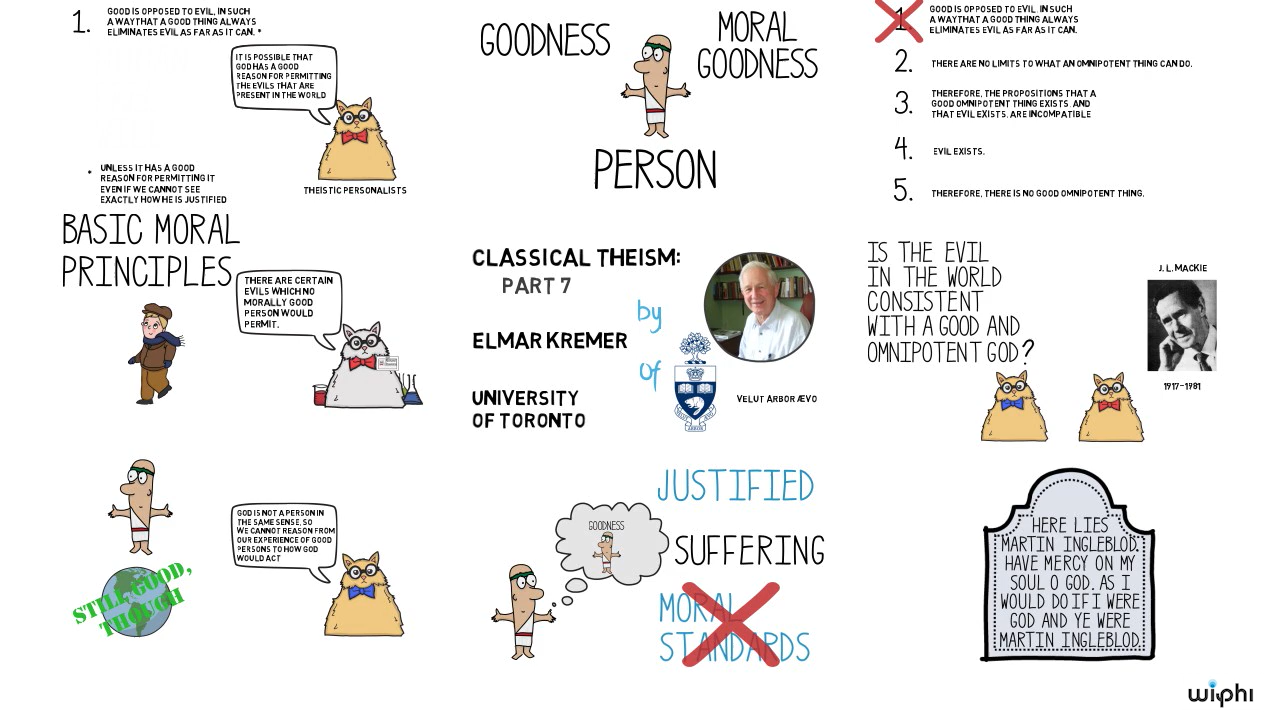 1.
GOOD IS OPPOSED TO EVIL, IN SUCH
A WAY THAT A GOOD THING ALWAYS
ELIMINATES EVIL AS FAR AS IT CAN. *
IT IS POSSIBLE THAT
GOD HAS A GOOD
REASON FOR PERMITTING
THE EVILS THAT ARE
PRESENT IN THE WORLD
* UNLESS IT HAS A GOOD
REASON FOR PERMITTING IT
EVEN IF WE CANNOT SEE
EXACTLY HOW HE IS JUSTIFIED
THEISTIC PERSONALISTS
GOODNESS
MORAL
GOODNESS
PERSON
1. GOOD IS OPPOSED TO EVIL, IN SUCH
A WAY THAT A GOOD THING ALWAYS
ELIMINATES EVIL AS FAR AS IT CAN.
2. THERE ARE NO LIMITS TO WHAT AN OMNIPOTENT THING CAN DO.
3. THEREFORE, THE PROPOSITIONS THAT A
GOOD OMNIPOTENT THING EXISTS, AND
THAT EVIL EXISTS, ARE INCOMPATIBLE
4. EVIL EXISTS.
5. THEREFORE, THERE IS NO GOOD OMNIPOTENT THING.
BASIC MORAL
PRINCIPLES
THERE ARE CERTAIN
EVILS WHICH NO
MORALLY GOOD
PERSON WOULD
PERMIT.
CLASSICAL THEISM:
PART 7
by
ELMAR KREMER
of
UNIVERSITY
OF TORONTO
VELUT ARBOR ÆVO
IS THE EVIL
IN THE WORLD
CONSISTENT
WITH A GOOD AND
OMNIPOTENT GOD?
J. L. MACKIE
1917-1981
STILL GOOD,
THOUGH
GOD IS NOT A PERSON IN
THE SAME SENSE, SO
WE CANNOT REASON FROM
OUR EXPERIENCE OF GOOD
PERSONS TO HOW GOD
WOULD ACT
GOODNESS
JUSTIFIED
SUFFERING
MORAL
STANDARDS
HERE LIES
MARTIN INGLEBLOD.
HAVE MERCY ON MY
SOUL O GOD. AS I
WOULD DO IF I WERE
GOD AND YE WERE
MARTIN INGLEBLOD.
wiphi